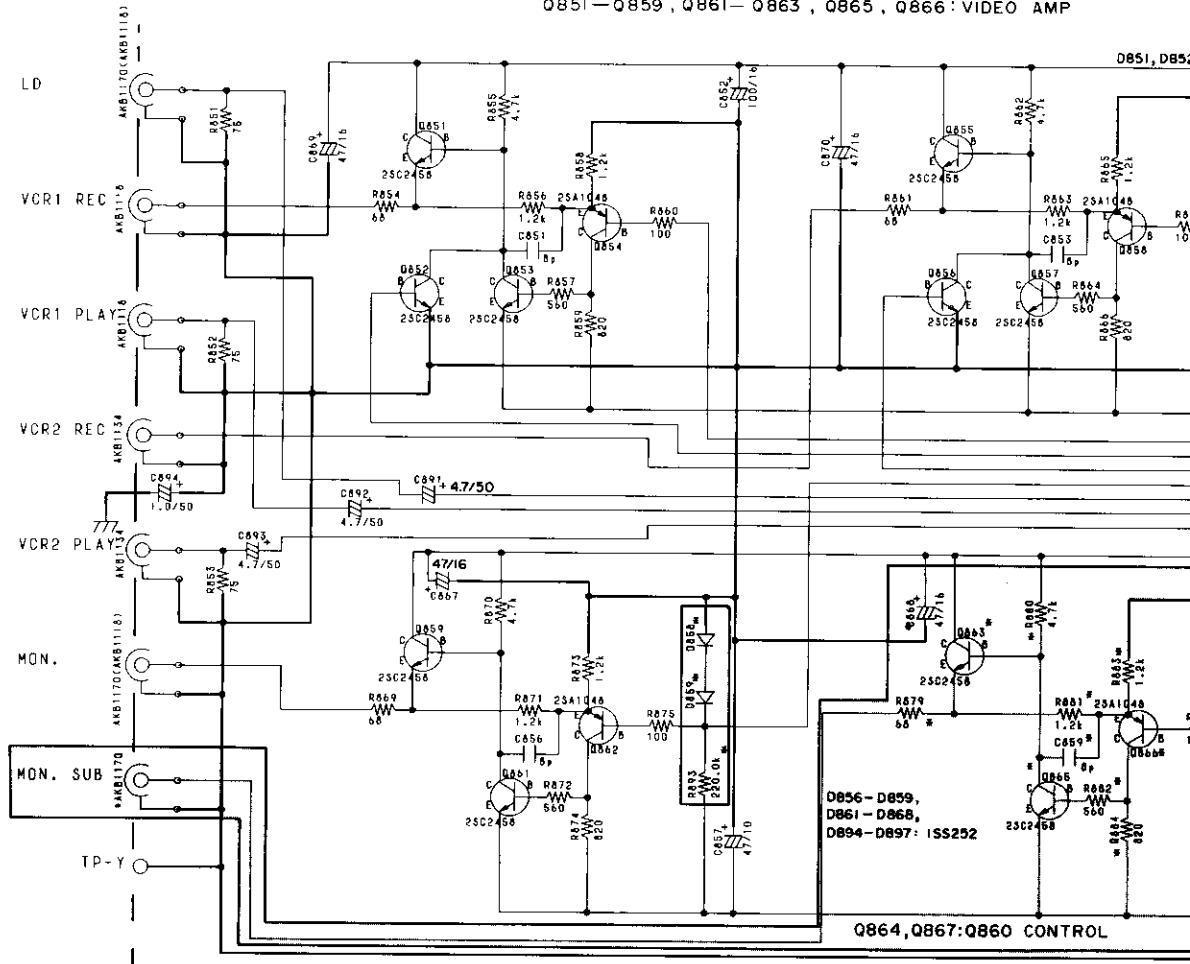 Q851–Q859, Q861–Q863, Q865, Q866: VIDEO AMP
D851, D852
LD
AKB1170(AKB1118)
R851
75
C869
+
47/16
Q851
C
B
E
2SC2458
R855
4.7k
C862
+
100/16
C870
+
47/16
Q855
C
B
E
2SC2458
R862
4.7k
R858
1.2k
R865
1.2k
VCR1 REC
AKB1118
R854
68
R856
1.2k
2SA1048
E
B
C
Q854
C851
8p
R860
100
R861
68
R863
1.2k
2SA1048
E
B
C
Q858
C853
8p
Q852
B
C
E
2SC2458
Q853
C
B
E
2SC2458
R857
560
R859
820
Q856
B
C
E
2SC2458
Q857
C
B
E
2SC2458
R864
560
R866
820
VCR1 PLAY
AKB1118
R852
75
VCR2 REC
AKB1134
C894
+
1.0/50
C892
+
4.7/50
C891
+ 4.7/50
VCR2 PLAY
AKB1134
C893
+
4.7/50
R853
75
47/16
+
C867
R870
4.7k
Q859
C
B
E
2SC2458
D858*
D859*
R893
220.0k*
C868
*
+
47/16
Q863*
C
B
E
2SC2458
R880
*
4.7k
MON.
AKB1170(AKB1118)
R869
68
R871
1.2k
R873
1.2k
2SA1048
E
B
C
Q862
C856
8p
R875
100
R879
68
*
R881
1.2k
*
R883*
1.2k
2SA1048
E
B
C
Q866*
C859
8p
*
MON. SUB
*AKB1170
Q861
C
B
E
2SC2458
R872
560
R874
820
C857
+
47/10
D856–D859,
D861–D868,
D894–D897: 1SS252
Q865
*
C
B
E
2SC2458
R882
*
560
R884
*
820
TP-Y
Q864,Q867:Q860 CONTROL